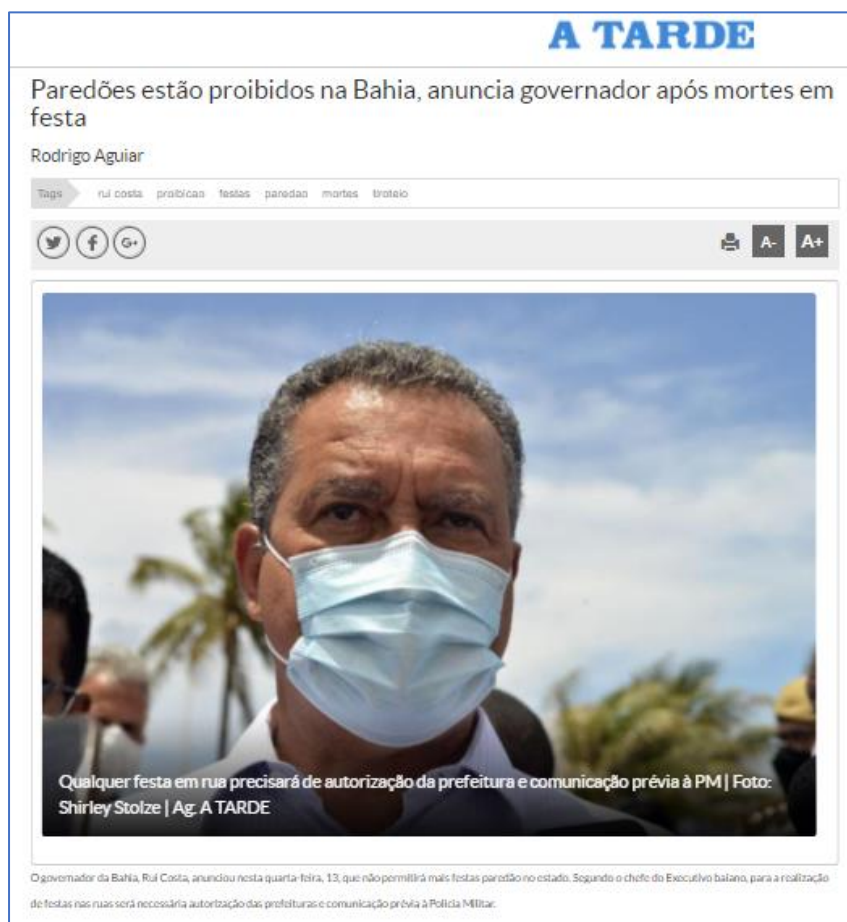 A TARDE
Paredões estão proibidos na Bahia, anuncia governador após mortes em
festa
Rodrigo Aguiar
Tags rui costa proibicao festas paredao mortes tiroteio
G+ A- A+
Qualquer festa em rua precisará de autorização da prefeitura e comunicação prévia à PM | Foto:
Shirley Stolze | Ag. A TARDE
O governador da Bahia, Rui Costa, anunciou nesta quarta-feira, 13, que não permitirá mais festas paredão no estado. Segundo o chefe do Executivo baiano, para a realização
de festas nas ruas será necessária autorização das prefeituras e comunicação prévia à Polícia Militar.